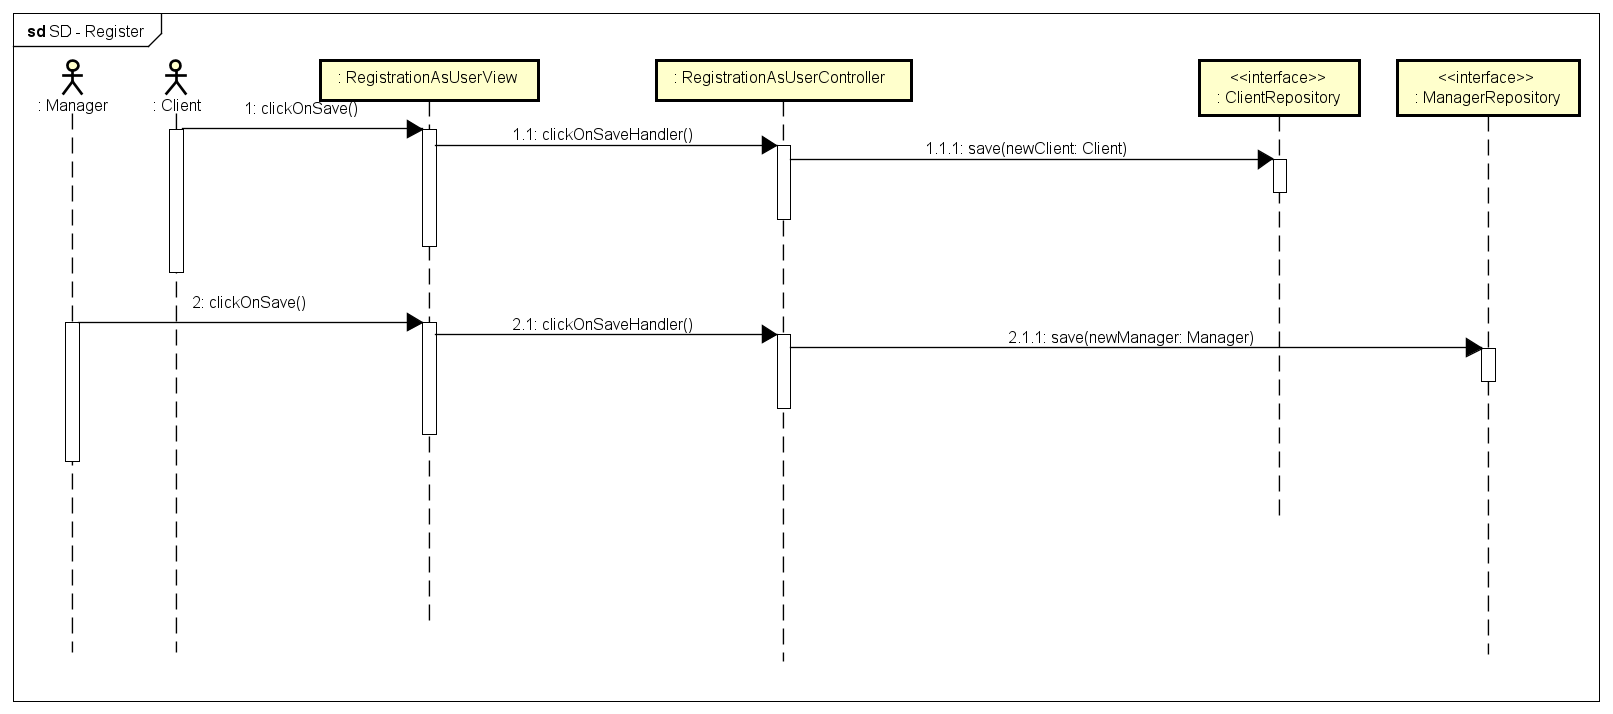 sd SD - Register
: Manager
: Client
: RegistrationAsUserView
: RegistrationAsUserController
<<interface>>
: ClientRepository
<<interface>>
: ManagerRepository
1: clickOnSave()
1.1: clickOnSaveHandler()
1.1.1: save(newClient: Client)
2: clickOnSave()
2.1: clickOnSaveHandler()
2.1.1: save(newManager: Manager)